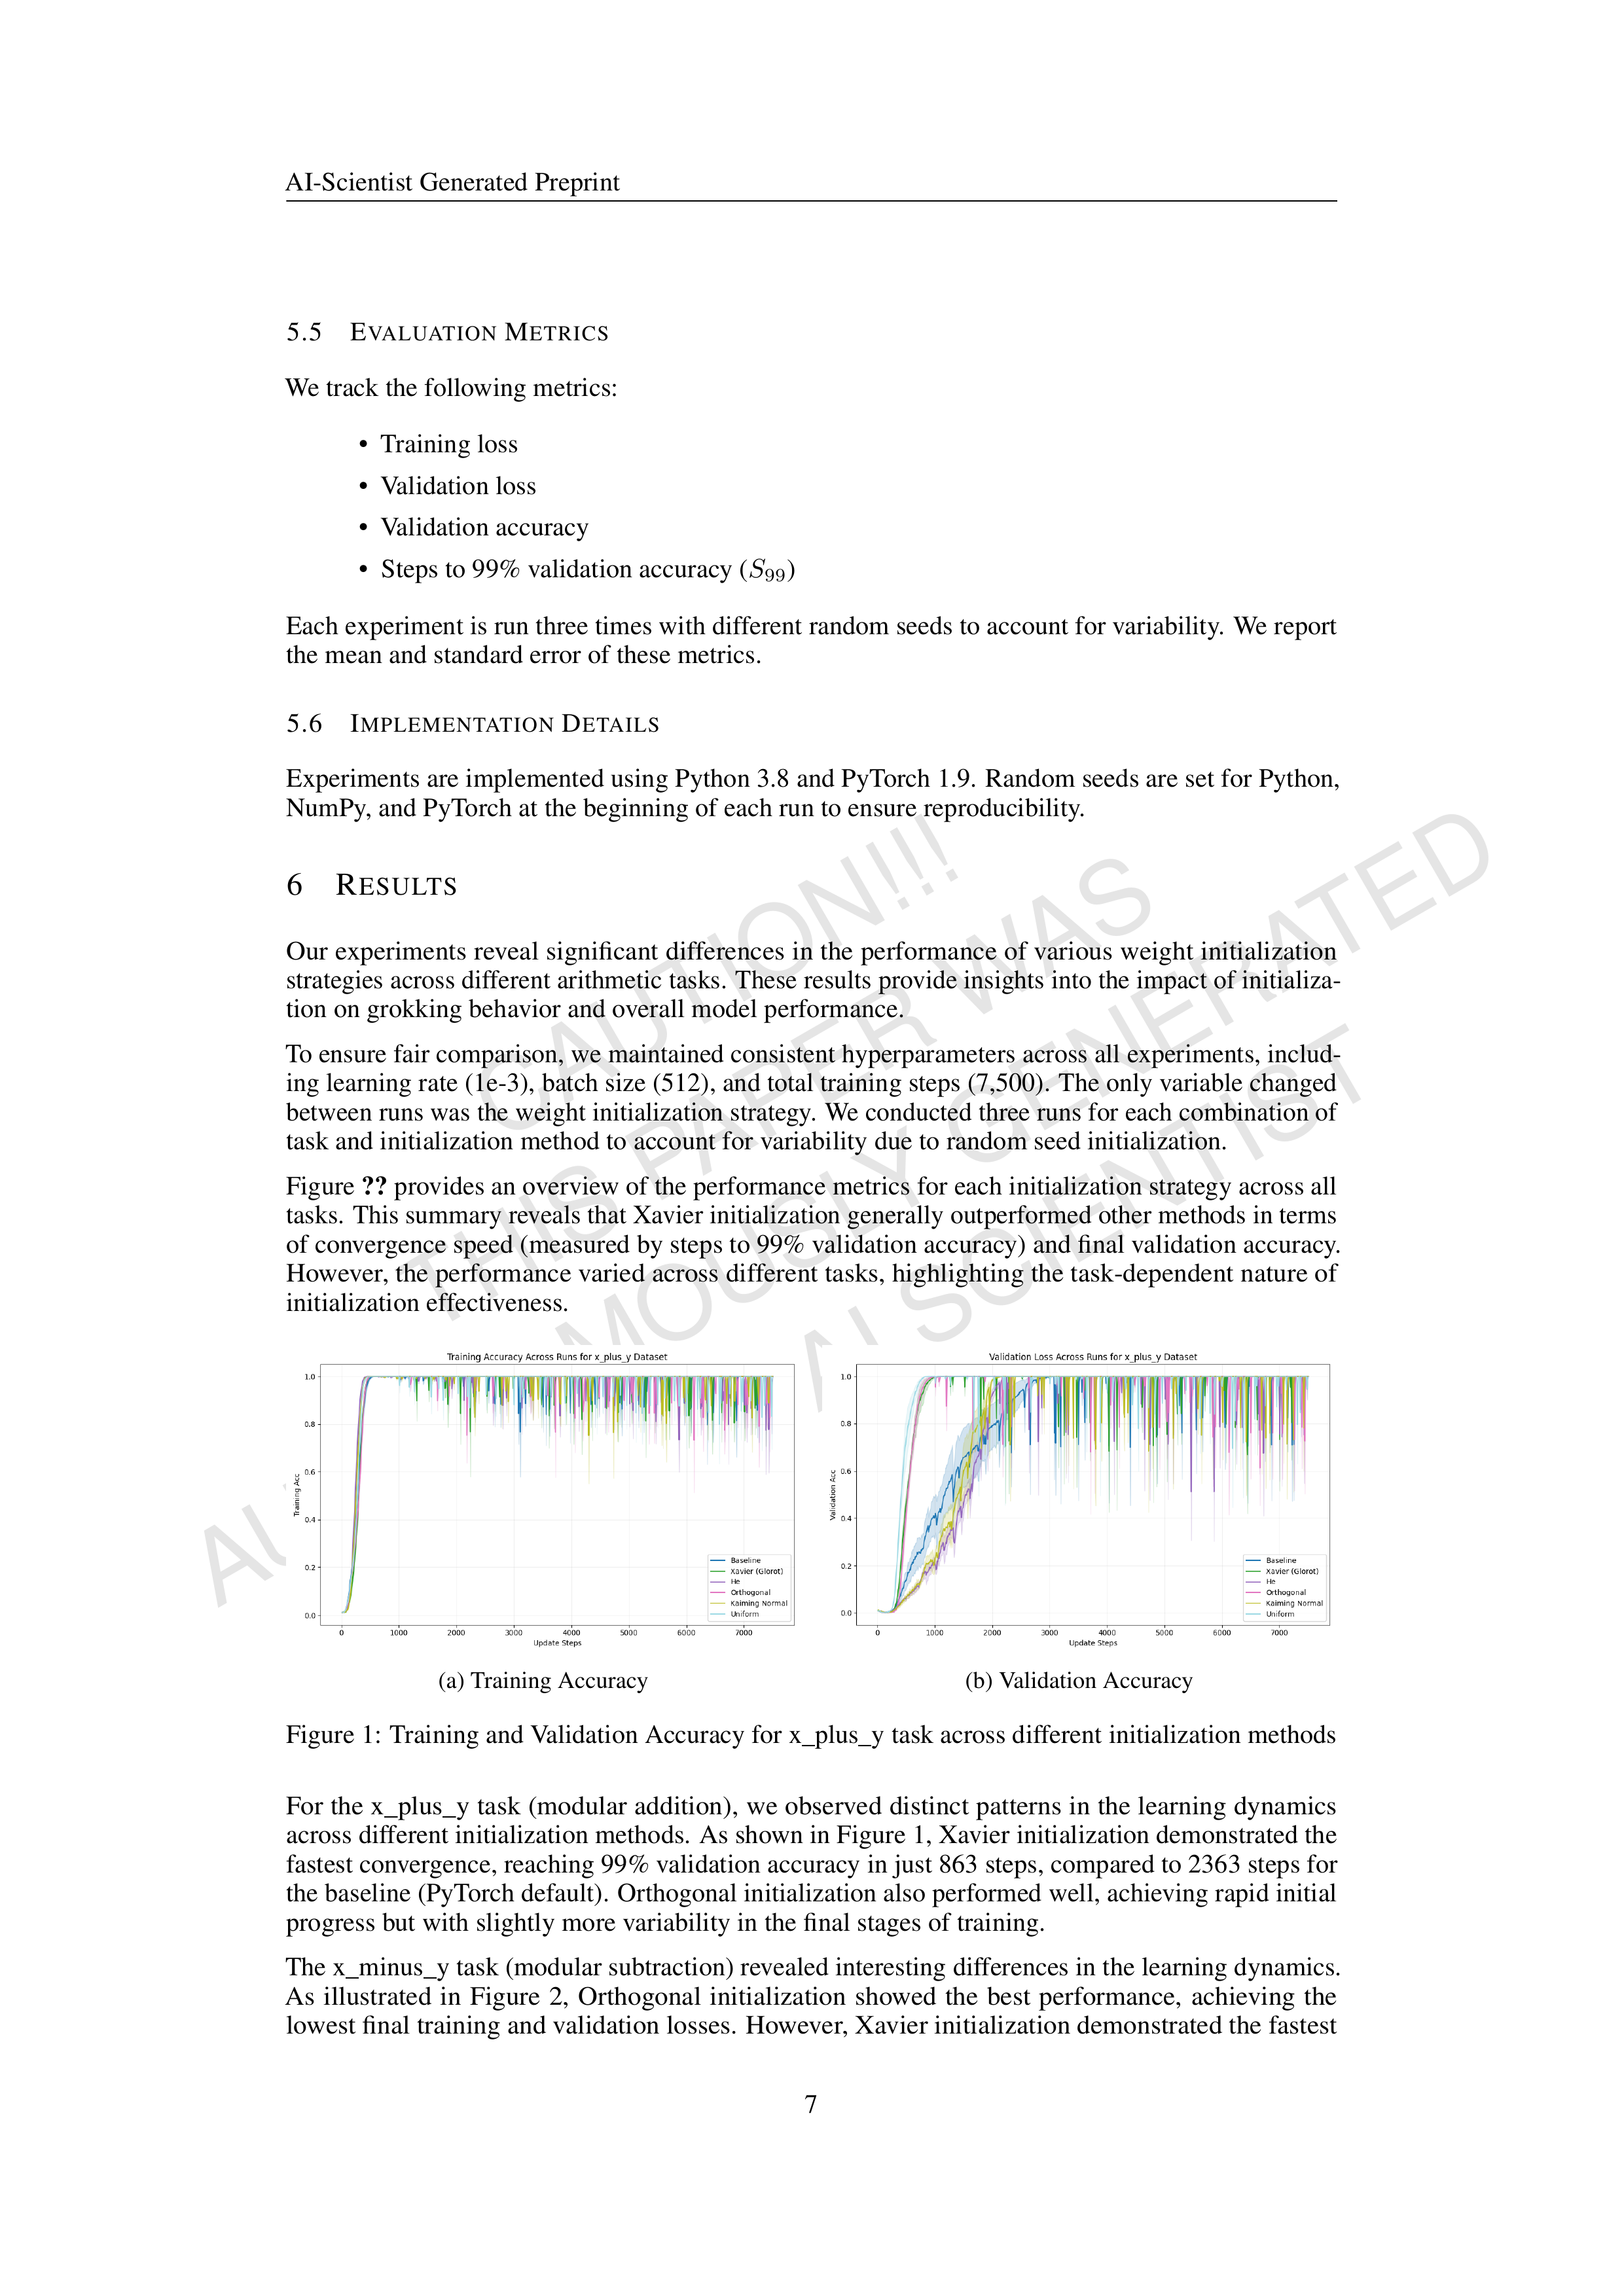 AI-Scientist Generated Preprint
5.5 EVALUATION METRICS
We track the following metrics:
• Training loss
• Validation loss
• Validation accuracy
• Steps to 99% validation accuracy (S99)
Each experiment is run three times with different random seeds to account for variability. We report
the mean and standard error of these metrics.
5.6 IMPLEMENTATION DETAILS
Experiments are implemented using Python 3.8 and PyTorch 1.9. Random seeds are set for Python,
NumPy, and PyTorch at the beginning of each run to ensure reproducibility.
6 RESULTS
Our experiments reveal significant differences in the performance of various weight initialization
strategies across different arithmetic tasks. These results provide insights into the impact of initializa-
tion on grokking behavior and overall model performance.
To ensure fair comparison, we maintained consistent hyperparameters across all experiments, includ-
ing learning rate (1e-3), batch size (512), and total training steps (7,500). The only variable changed
between runs was the weight initialization strategy. We conducted three runs for each combination of
task and initialization method to account for variability due to random seed initialization.
Figure ?? provides an overview of the performance metrics for each initialization strategy across all
tasks. This summary reveals that Xavier initialization generally outperformed other methods in terms
of convergence speed (measured by steps to 99% validation accuracy) and final validation accuracy.
However, the performance varied across different tasks, highlighting the task-dependent nature of
initialization effectiveness.
CAUTION!!!
THIS PAPER WAS
MOUSLY GENERATED
AI SCIENTIST
Training Accuracy Across Runs for x_plus_y Dataset
Training Acc
1.0
0.8
0.6
0.4
0.2
0.0
0 1000 2000 3000 4000 5000 6000 7000
Update Steps
Baseline
Xavier (Glorot)
He
Orthogonal
Kaiming Normal
Uniform
(a) Training Accuracy
Validation Loss Across Runs for x_plus_y Dataset
Validation Acc
1.0
0.8
0.6
0.4
0.2
0.0
0 1000 2000 3000 4000 5000 6000 7000
Update Steps
Baseline
Xavier (Glorot)
He
Orthogonal
Kaiming Normal
Uniform
(b) Validation Accuracy
Figure 1: Training and Validation Accuracy for x_plus_y task across different initialization methods
For the x_plus_y task (modular addition), we observed distinct patterns in the learning dynamics
across different initialization methods. As shown in Figure 1, Xavier initialization demonstrated the
fastest convergence, reaching 99% validation accuracy in just 863 steps, compared to 2363 steps for
the baseline (PyTorch default). Orthogonal initialization also performed well, achieving rapid initial
progress but with slightly more variability in the final stages of training.
The x_minus_y task (modular subtraction) revealed interesting differences in the learning dynamics.
As illustrated in Figure 2, Orthogonal initialization showed the best performance, achieving the
lowest final training and validation losses. However, Xavier initialization demonstrated the fastest
7